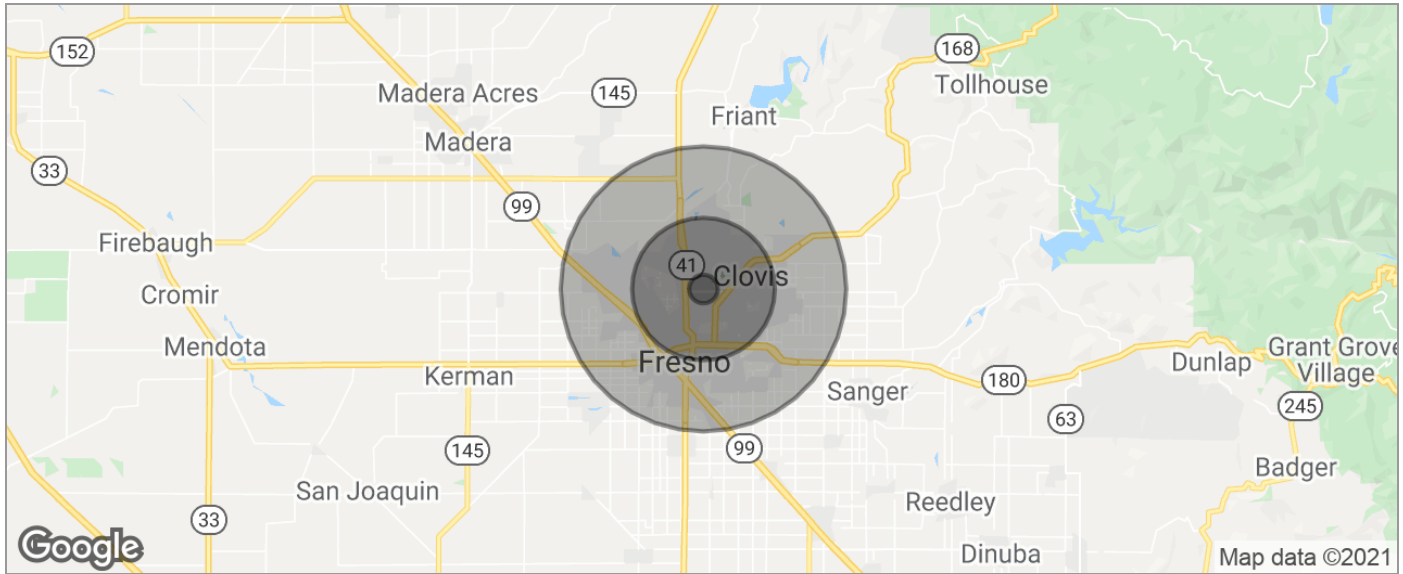 152
168
Tollhouse
Madera Acres
145
Friant
Madera
33
99
Firebaugh
41
Clovis
Cromir
Mendota
Fresno
Dunlap
Grant Grove
Village
Kerman
180
Sanger
245
63
145
99
Badger
San Joaquin
Reedley
33
Google
Dinuba
Map data ©2021